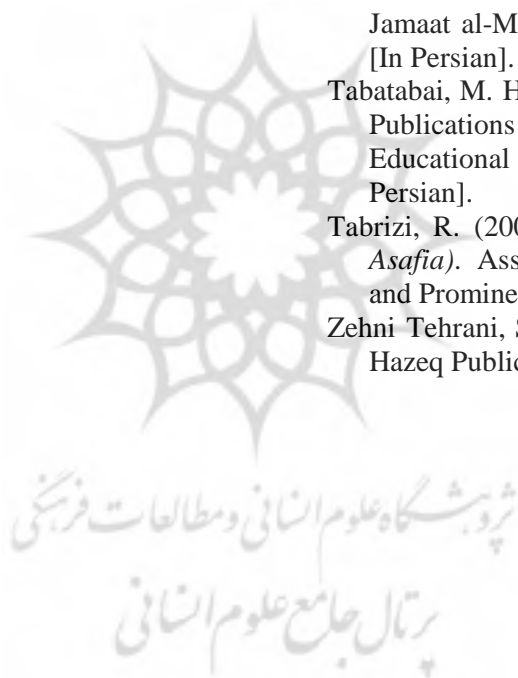 Jamaat al-M
[In Persian].
Tabatabai, M. H
Publications
Educational
Persian].
Tabrizi, R. (200
Asafia). Ass
and Promine
Zehni Tehrani, S
Hazeq Public
پژوهشگاه علوم انسانی و مطالعات فرهنگی
پرتال جامع علوم انسانی